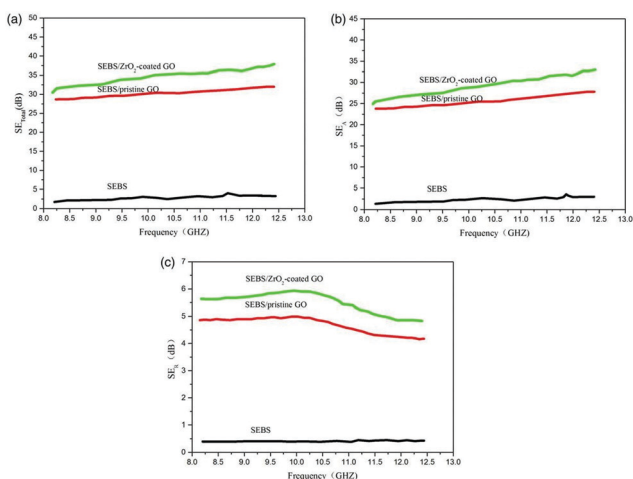 (a)
50
45
40
35
30
25
20
15
10
5
0
SE_Total (dB)
SEBS/ZrO₂-coated GO
SEBS/pristine GO
SEBS
8.0 8.5 9.0 9.5 10.0 10.5 11.0 11.5 12.0 12.5 13.0
Frequency (GHZ)
(b)
45
40
35
30
25
20
15
10
5
0
SE_A (dB)
SEBS/ZrO₂-coated GO
SEBS/pristine GO
SEBS
8.0 8.5 9.0 9.5 10.0 10.5 11.0 11.5 12.0 12.5 13.0
Frequency (GHZ)
(c)
7
6
5
4
3
2
1
0
SE_R (dB)
SEBS/ZrO₂-coated GO
SEBS/pristine GO
SEBS
8.0 8.5 9.0 9.5 10.0 10.5 11.0 11.5 12.0 12.5 13.0
Frequency (GHZ)